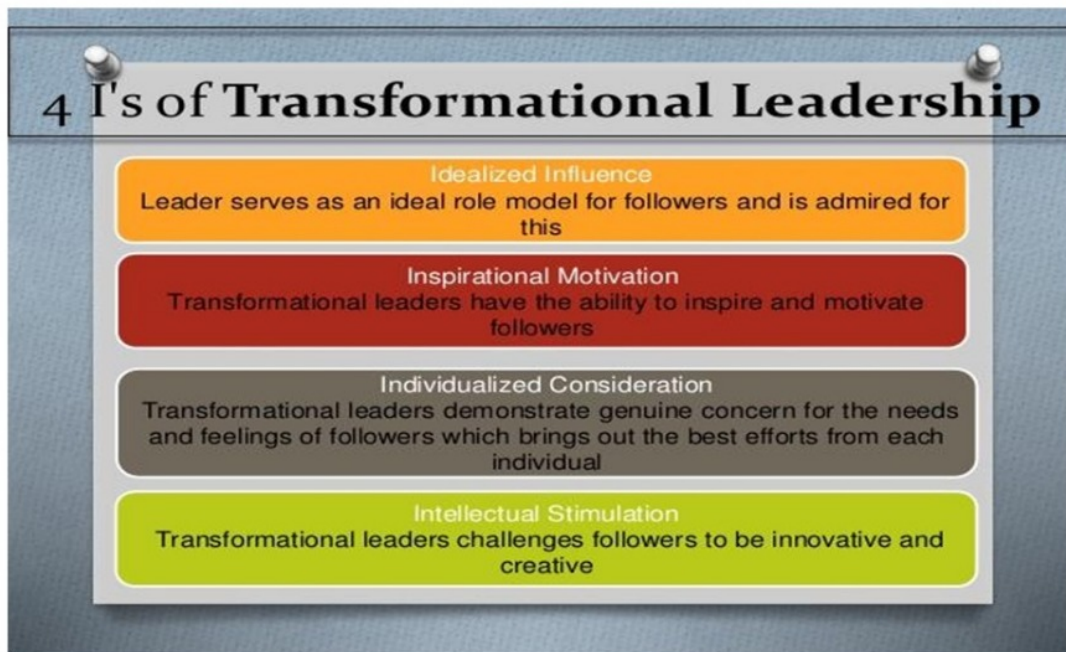 4 I's of Transformational Leadership
Idealized Influence
Leader serves as an ideal role model for followers and is admired for
this
Inspirational Motivation
Transformational leaders have the ability to inspire and motivate
followers
Individualized Consideration
Transformational leaders demonstrate genuine concern for the needs
and feelings of followers which brings out the best efforts from each
individual
Intellectual Stimulation
Transformational leaders challenges followers to be innovative and
creative